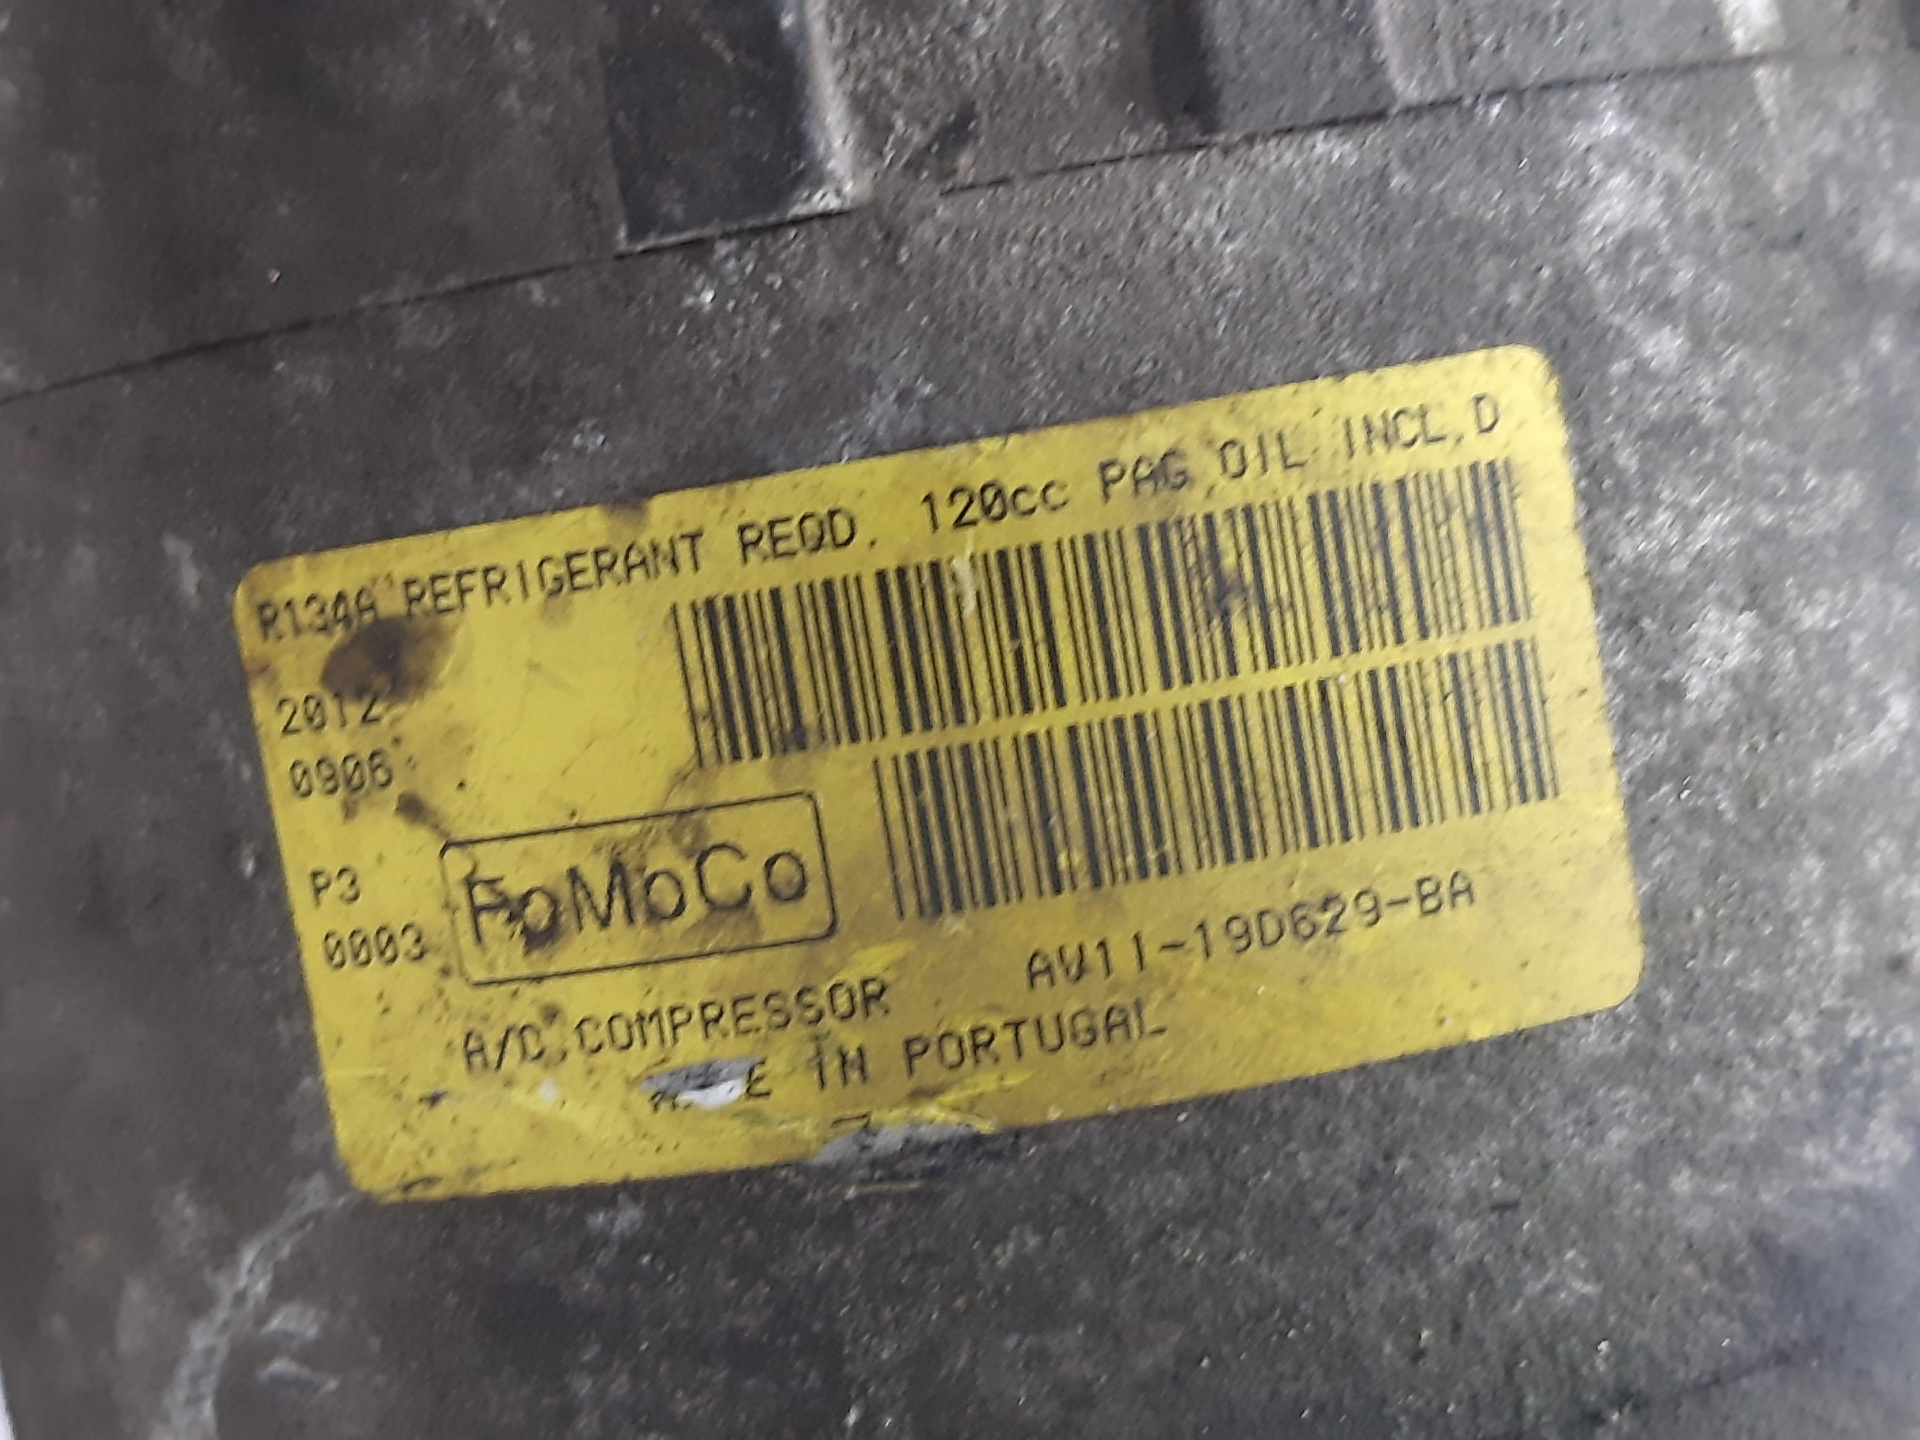 R134A REFRIGERANT REQD. 120cc PAG OIL INCL,D
2012
0906
P3
0003
FoMoCo
A/C COMPRESSOR AV11-19D629-BA
IN PORTUGAL